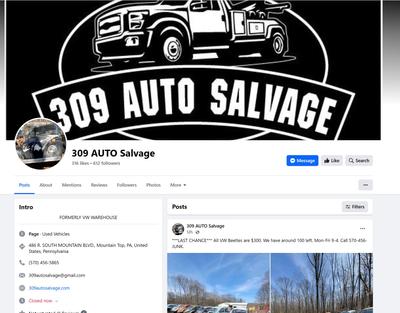 309 AUTO SALVAGE
309 AUTO Salvage
316 likes • 432 followers
Message
Like
Search
Posts
About
Mentions
Reviews
Followers
Photos
More
Intro
FORMERLY VW WAREHOUSE
Page · Used Vehicles
486 R. SOUTH MOUNTAIN BLVD, Mountain Top, PA, United
States, Pennsylvania
(570) 456-5865
309autosalvage@gmail.com
309autosalvage.com
Closed now
Posts
Filters
309 AUTO Salvage
***LAST CHANCE*** All VW Beetles are $300. We have around 100 left. Mon-Fri 9-4. Call 570-456-
JUNK.